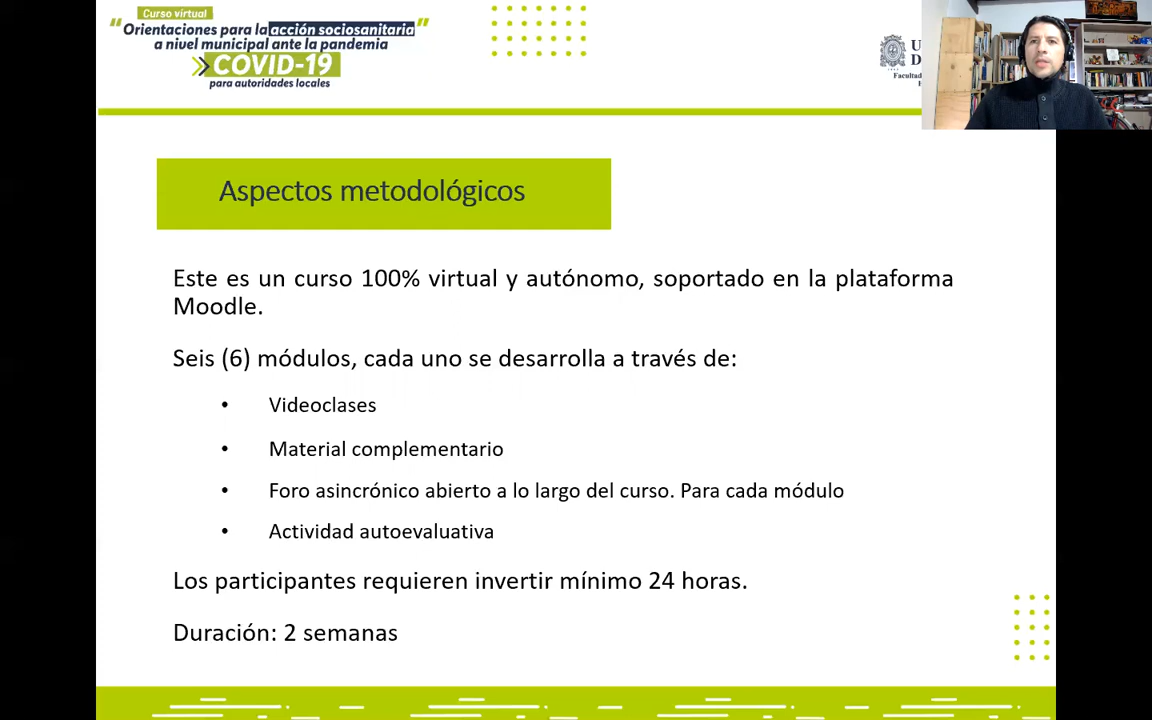 Curso virtual
"Orientaciones para la acción sociosanitaria"
a nivel municipal ante la pandemia
COVID-19
para autoridades locales
Aspectos metodológicos
Este es un curso 100% virtual y autónomo, soportado en la plataforma
Moodle.
Seis (6) módulos, cada uno se desarrolla a través de:
• Videoclases
• Material complementario
• Foro asincrónico abierto a lo largo del curso. Para cada módulo
• Actividad autoevaluativa
Los participantes requieren invertir mínimo 24 horas.
Duración: 2 semanas